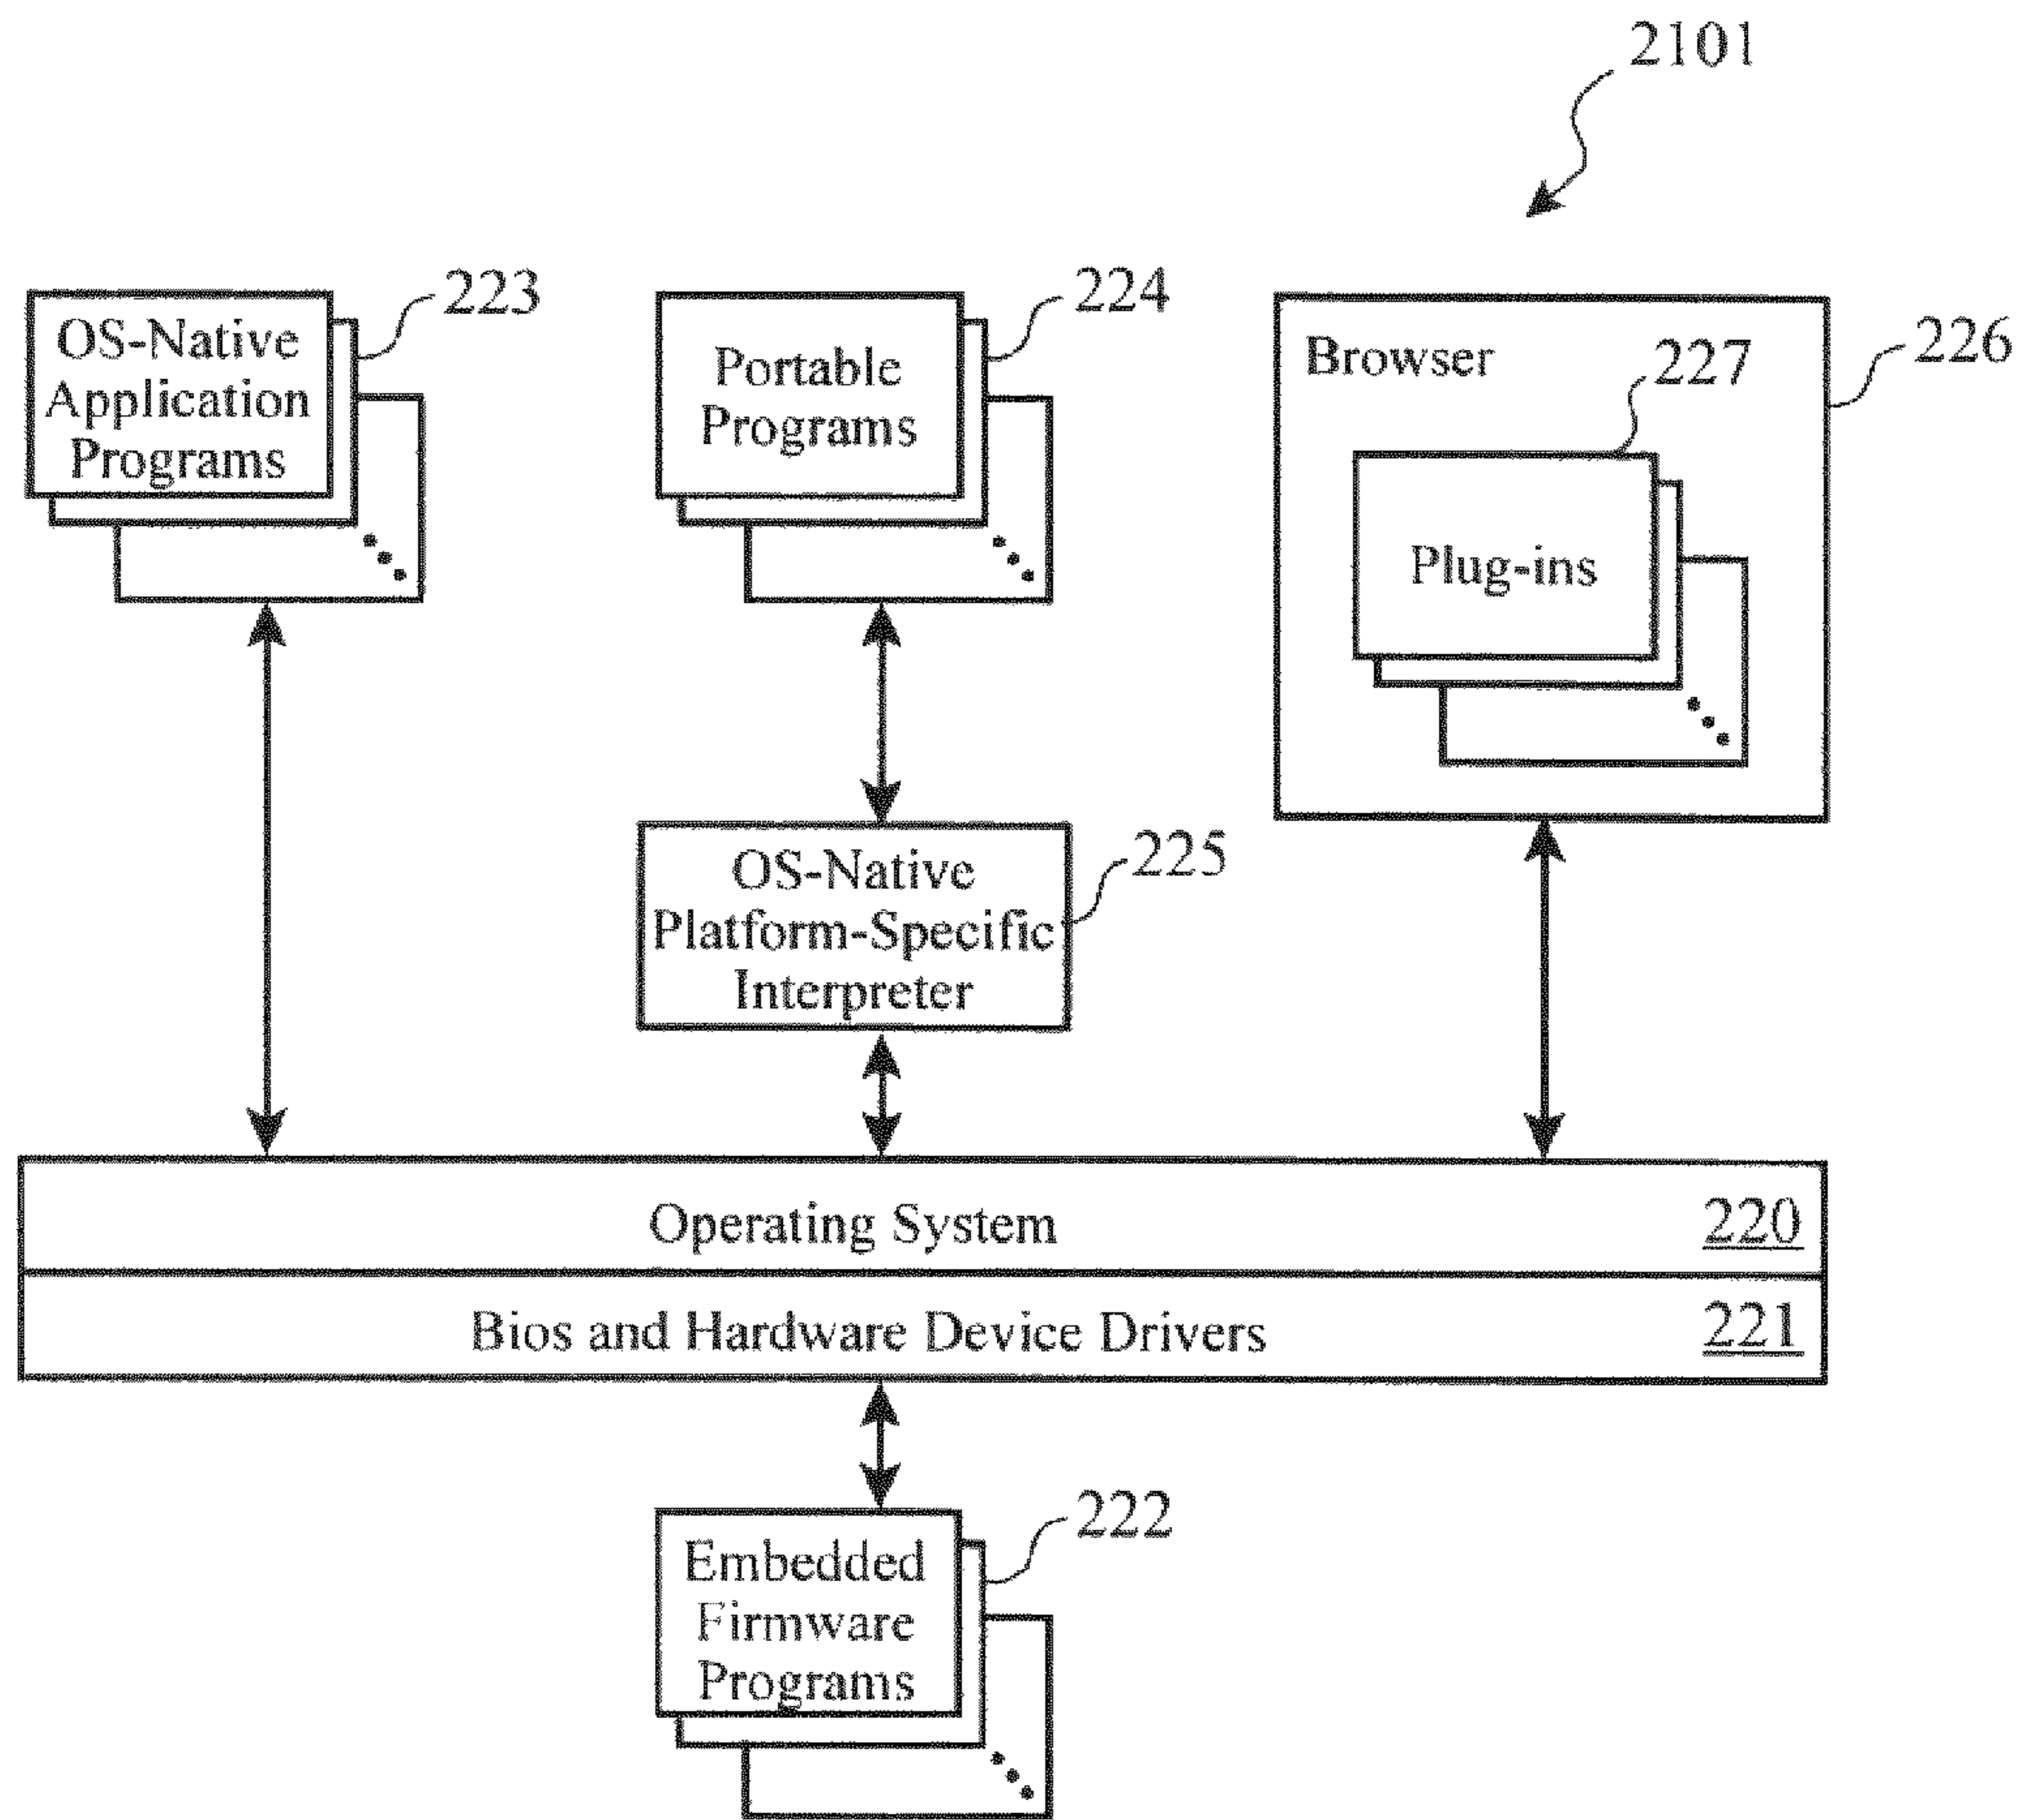 2101
OS-Native
Application
Programs
223
Portable
Programs
224
Browser
227
226
Plug-ins
OS-Native
Platform-Specific
Interpreter
225
Operating System 220
Bios and Hardware Device Drivers 221
Embedded
Firmware
Programs
222